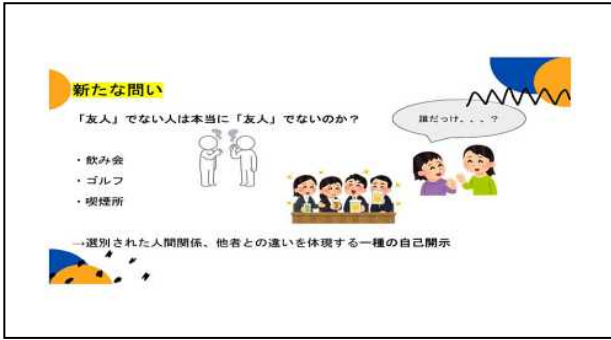 新たな問い
「友人」でない人は本当に「友人」でないのか？
誰だっけ。。。？
・飲み会
・ゴルフ
・喫煙所
→選別された人間関係、他者との違いを体現する一種の自己開示